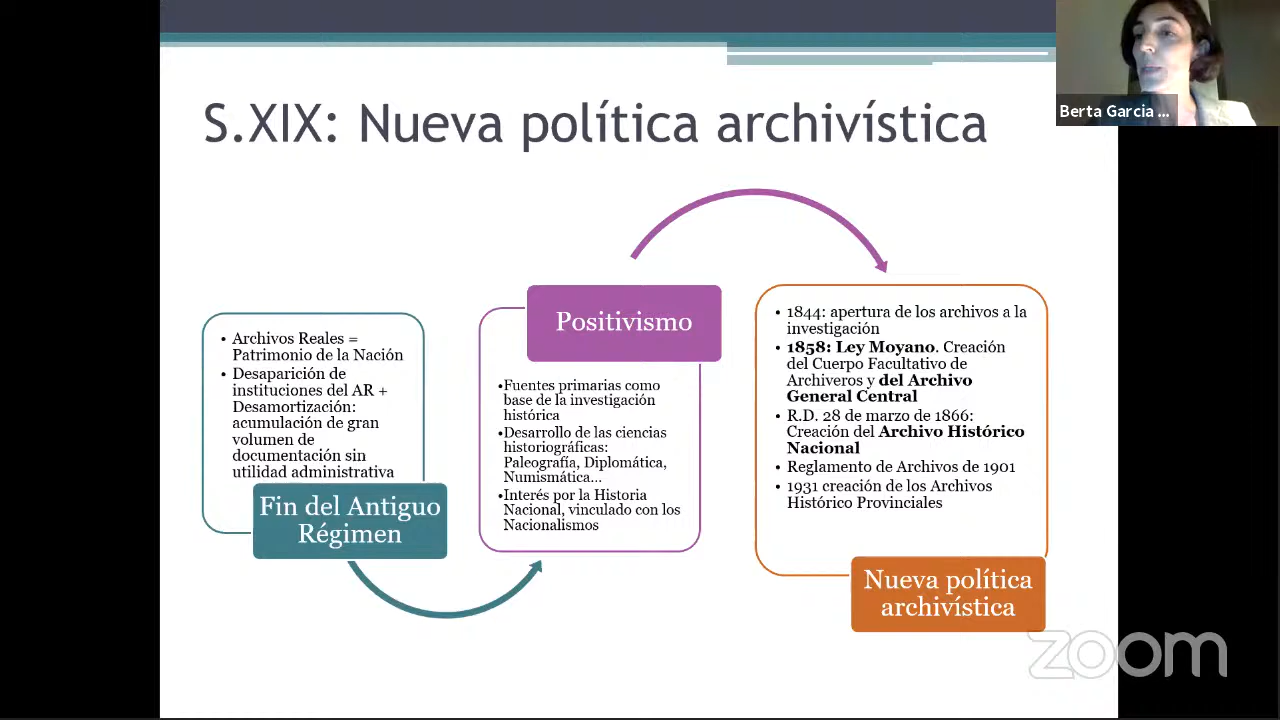 S.XIX: Nueva política archivística
Berta Garcia ...
• Archivos Reales =
Patrimonio de la Nación
• Desaparición de
instituciones del AR +
Desamortización:
acumulación de gran
volumen de
documentación sin
utilidad administrativa
Fin del Antiguo
Régimen
Positivismo
•Fuentes primarias como
base de la investigación
histórica
•Desarrollo de las ciencias
historiográficas:
Paleografía, Diplomática,
Numismática...
•Interés por la Historia
Nacional, vinculado con los
Nacionalismos
• 1844: apertura de los archivos a la
investigación
• 1858: Ley Moyano. Creación
del Cuerpo Facultativo de
Archiveros y del Archivo
General Central
• R.D. 28 de marzo de 1866:
Creación del Archivo Histórico
Nacional
• Reglamento de Archivos de 1901
• 1931 creación de los Archivos
Histórico Provinciales
Nueva política
archivística
zoom